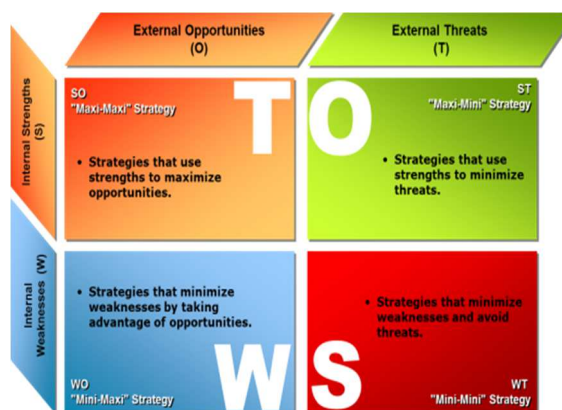 External Opportunities
(O)
External Threats
(T)
Internal Strengths
(S)
SO
"Maxi-Maxi" Strategy
T
• Strategies that use
strengths to maximize
opportunities.
O
ST
"Maxi-Mini" Strategy
• Strategies that use
strengths to minimize
threats.
Internal
Weaknesses (W)
• Strategies that minimize
weaknesses by taking
advantage of opportunities.
WO
"Mini-Maxi" Strategy
W
• Strategies that minimize
weaknesses and avoid
threats.
S
WT
"Mini-Mini" Strategy